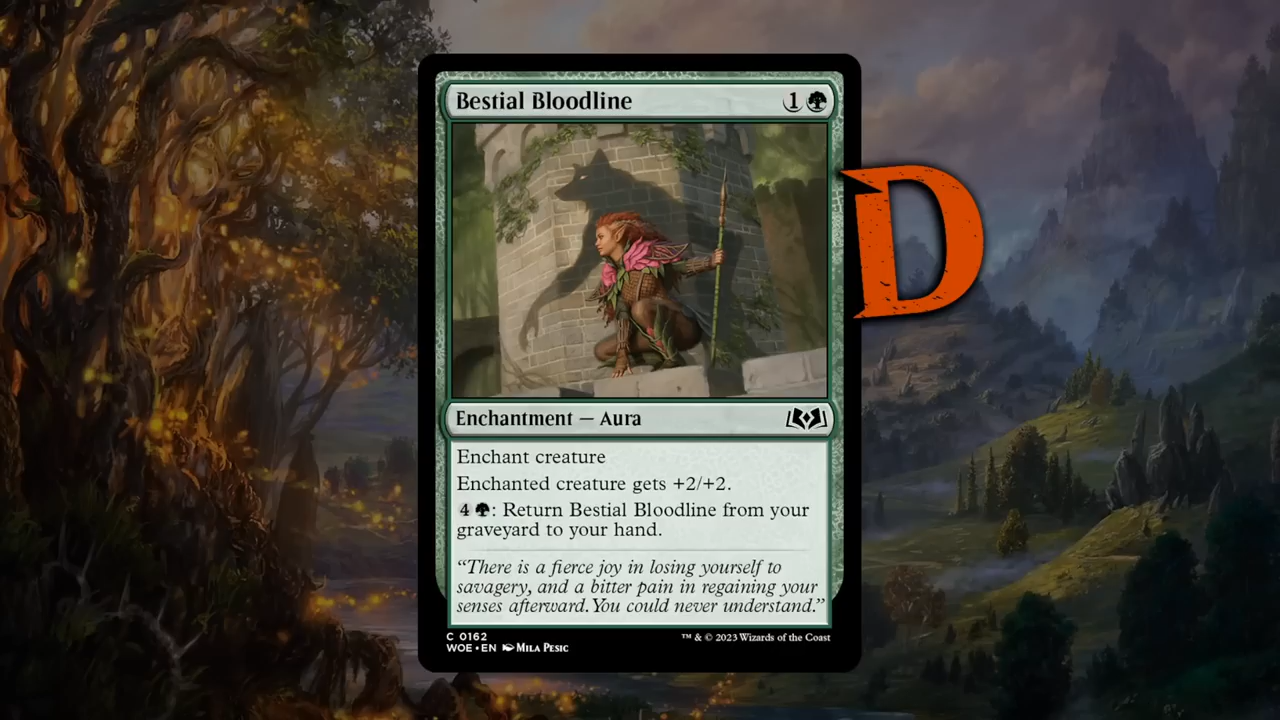 Bestial Bloodline 1
D
Enchantment — Aura
Enchant creature
Enchanted creature gets +2/+2.
4: Return Bestial Bloodline from your
graveyard to your hand.
“There is a fierce joy in losing yourself to
savagery, and a bitter pain in regaining your
senses afterward. You could never understand.”
C 0162
WOE • EN Mila Pesic
™ & © 2023 Wizards of the Coast